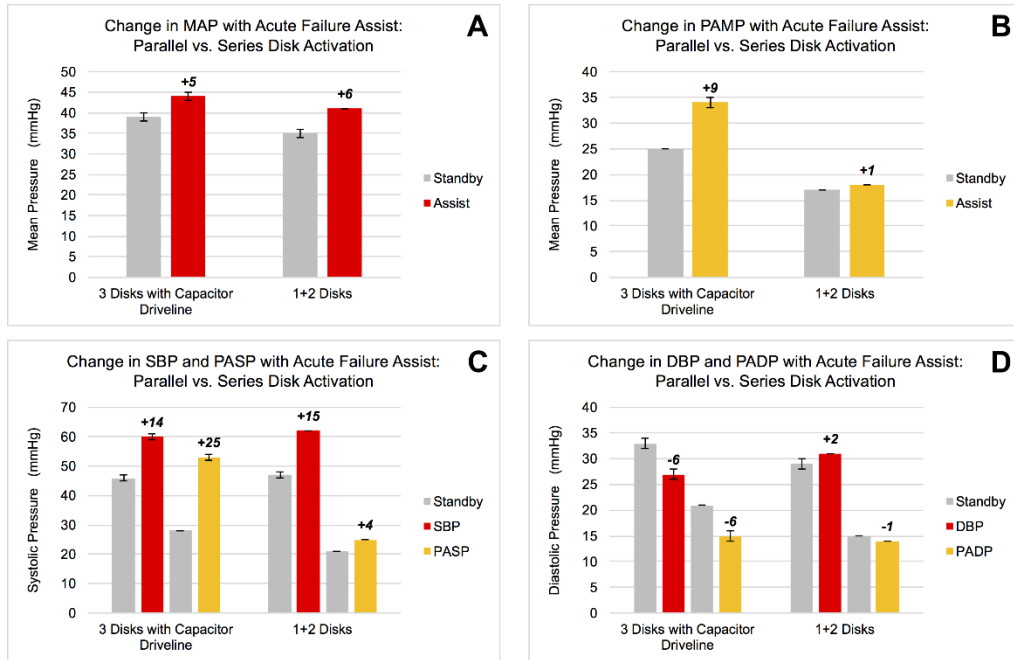 Change in MAP with Acute Failure Assist:
Parallel vs. Series Disk Activation
A
Mean Pressure (mmHg)
50
45
40
35
30
25
20
15
10
5
0
+5
+6
3 Disks with Capacitor
Driveline
1+2 Disks
Standby
Assist
Change in PAMP with Acute Failure Assist:
Parallel vs. Series Disk Activation
B
Mean Pressure (mmHg)
40
35
30
25
20
15
10
5
0
+9
+1
3 Disks with Capacitor
Driveline
1+2 Disks
Standby
Assist
Change in SBP and PASP with Acute Failure Assist:
Parallel vs. Series Disk Activation
C
Systolic Pressure (mmHg)
70
60
50
40
30
20
10
0
+14
+25
+15
+4
3 Disks with Capacitor
Driveline
1+2 Disks
Standby
SBP
PASP
Change in DBP and PADP with Acute Failure Assist:
Parallel vs. Series Disk Activation
D
Diastolic Pressure (mmHg)
40
35
30
25
20
15
10
5
0
-6
-6
+2
-1
3 Disks with Capacitor
Driveline
1+2 Disks
Standby
DBP
PADP